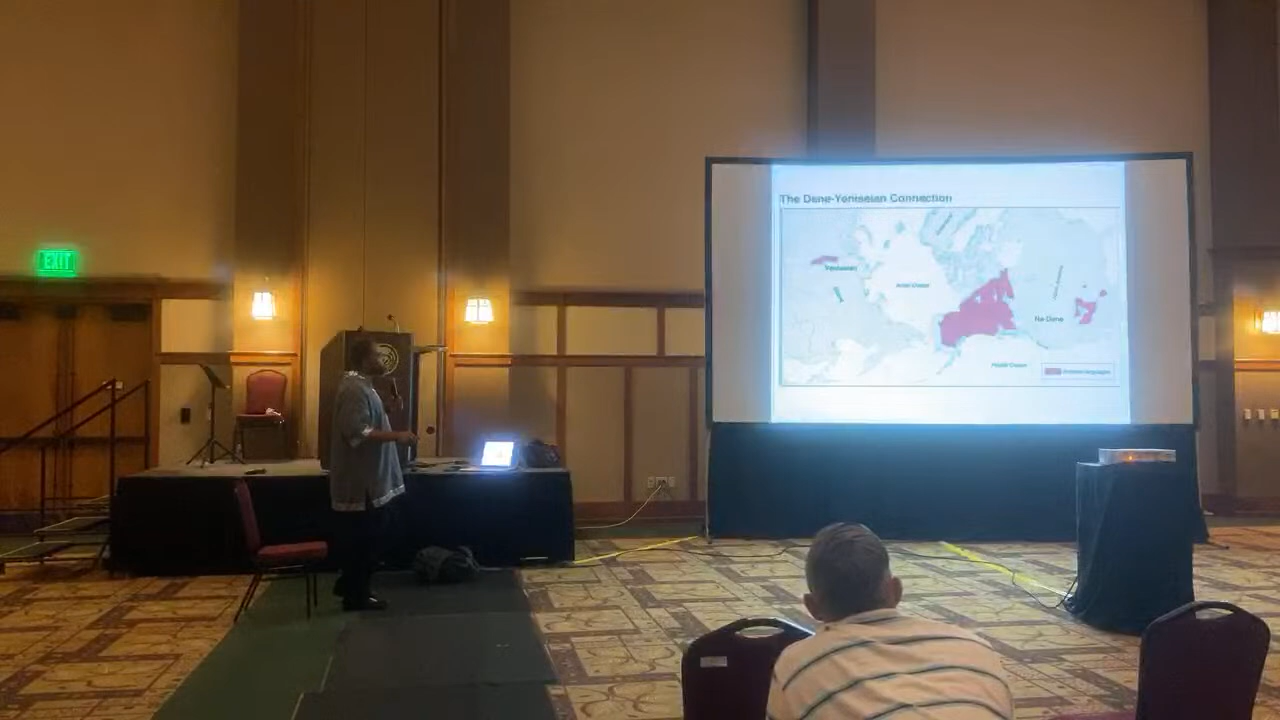 EXIT
The Dene-Yeniseian Connection
Yeniseian
Arctic Ocean
Na-Dene
Pacific Ocean